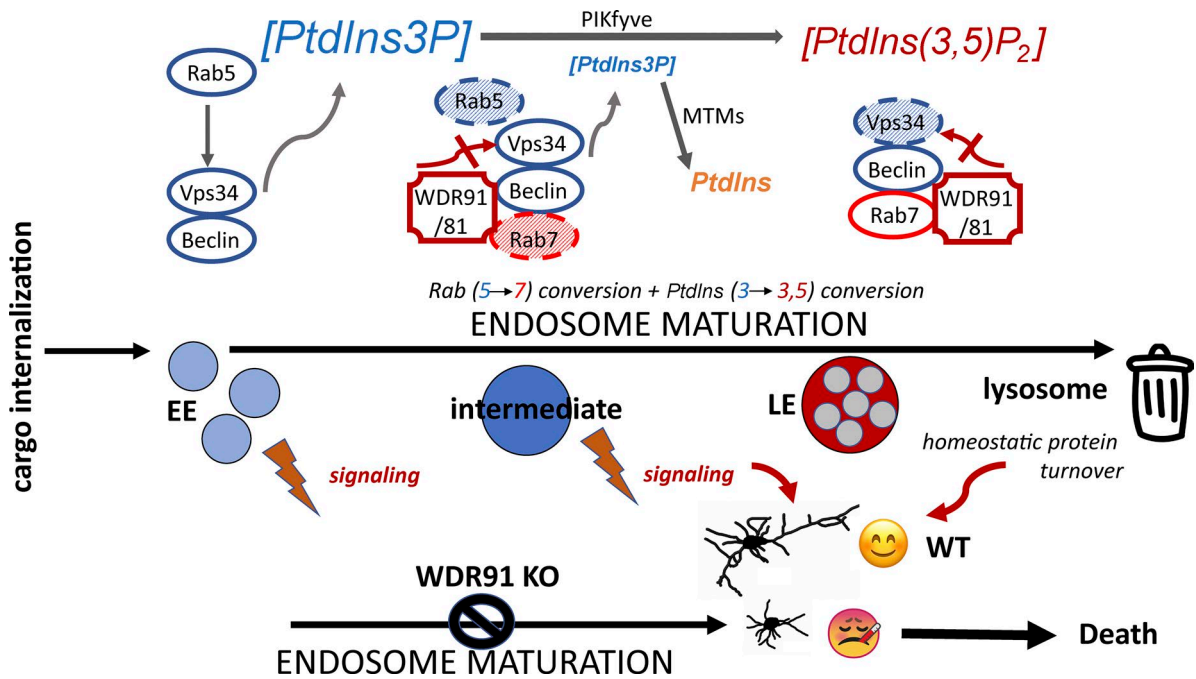 [PtdIns3P]
PIKfyve
[PtdIns(3,5)P2]
Rab5
[PtdIns3P]
Rab5
MTMs
Vps34
Vps34
Vps34
Beclin
PtdIns
Beclin
WDR91
/81
Rab7
Beclin
Rab7
WDR91
/81
cargo internalization
Rab (5→7) conversion + PtdIns (3→ 3,5) conversion
ENDOSOME MATURATION
EE
intermediate
LE
lysosome
signaling
signaling
homeostatic protein
turnover
WT
WDR91 KO
ENDOSOME MATURATION
Death